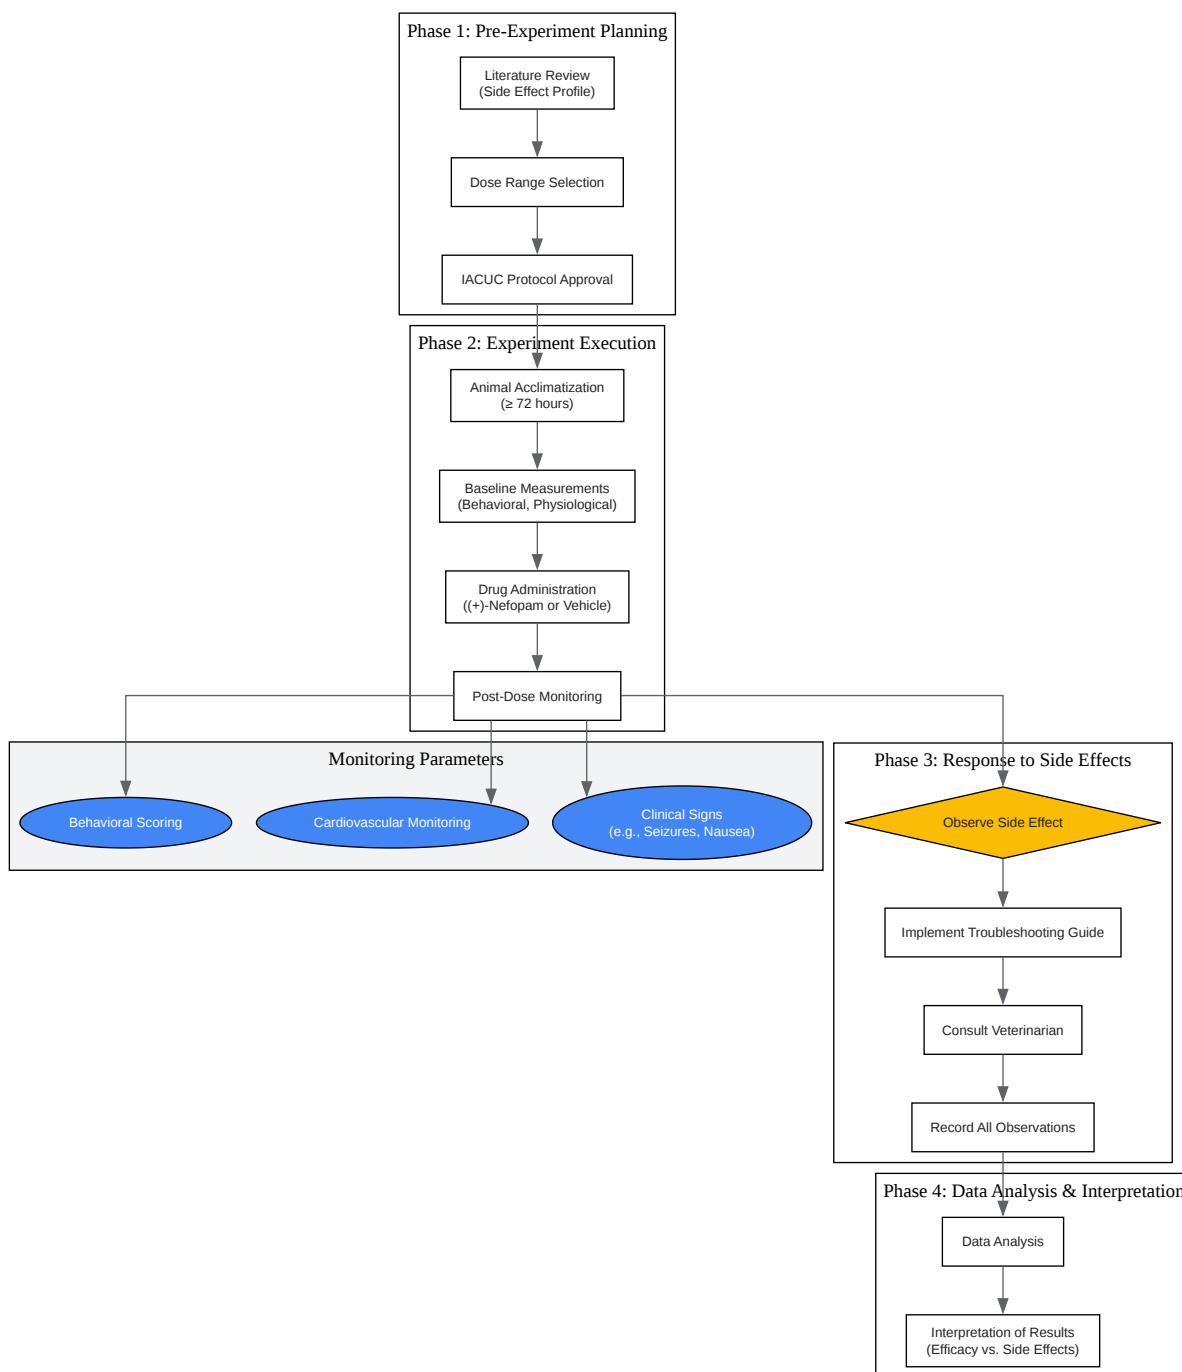 Phase 1: Pre-Experiment Planning
Literature Review
(Side Effect Profile)
Dose Range Selection
IACUC Protocol Approval
Phase 2: Experiment Execution
Animal Acclimatization
(≥ 72 hours)
Baseline Measurements
(Behavioral, Physiological)
Drug Administration
((+)-Nefopam or Vehicle)
Post-Dose Monitoring
Monitoring Parameters
Behavioral Scoring
Cardiovascular Monitoring
Clinical Signs
(e.g., Seizures, Nausea)
Phase 3: Response to Side Effects
Observe Side Effect
Implement Troubleshooting Guide
Consult Veterinarian
Record All Observations
Phase 4: Data Analysis & Interpretation
Data Analysis
Interpretation of Results
(Efficacy vs. Side Effects)